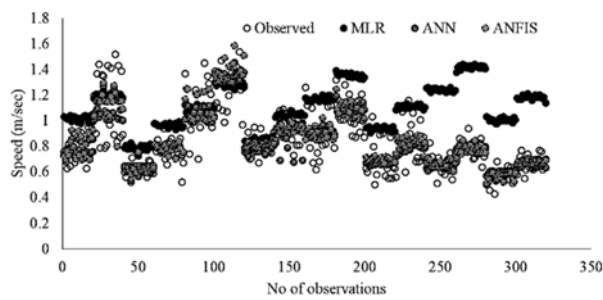 Observed MLR ANN ANFIS
Speed (m/sec)
1.8
1.6
1.4
1.2
1
0.8
0.6
0.4
0.2
0
0 50 100 150 200 250 300 350
No of observations